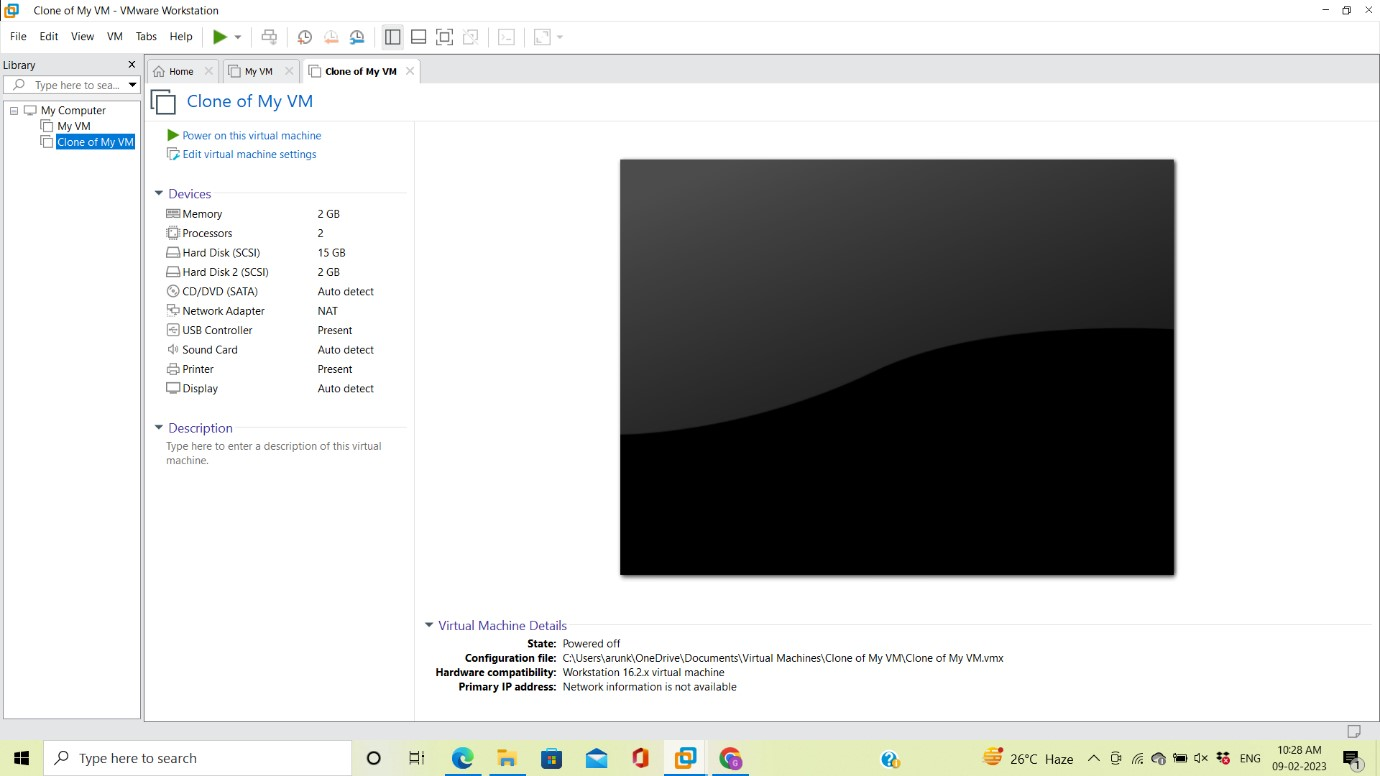 Clone of My VM - VMware Workstation
File Edit View VM Tabs Help
Library
Type here to sea...
My Computer
My VM
Clone of My VM
Home My VM Clone of My VM
Clone of My VM
Power on this virtual machine
Edit virtual machine settings
Devices
Memory 2 GB
Processors 2
Hard Disk (SCSI) 15 GB
Hard Disk 2 (SCSI) 2 GB
CD/DVD (SATA) Auto detect
Network Adapter NAT
USB Controller Present
Sound Card Auto detect
Printer Present
Display Auto detect
Description
Type here to enter a description of this virtual
machine.
Virtual Machine Details
State: Powered off
Configuration file: C:\Users\arunk\OneDrive\Documents\Virtual Machines\Clone of My VM\Clone of My VM.vmx
Hardware compatibility: Workstation 16.2.x virtual machine
Primary IP address: Network information is not available
Type here to search
26°C Haze
ENG
10:28 AM
09-02-2023
1